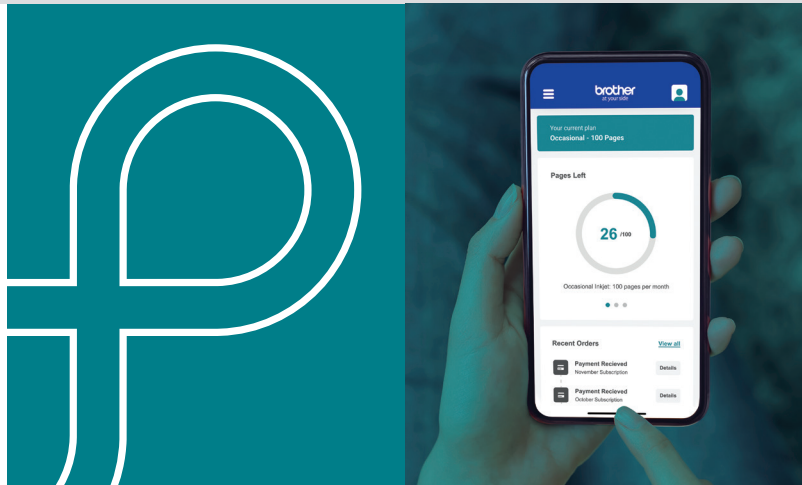 brother
at your side
Your current plan
Occasional - 100 Pages
Pages Left
26 /100
Occasional Inkjet: 100 pages per month
Recent Orders View all
Payment Recieved
November Subscription
Details
Payment Recieved
October Subscription
Details